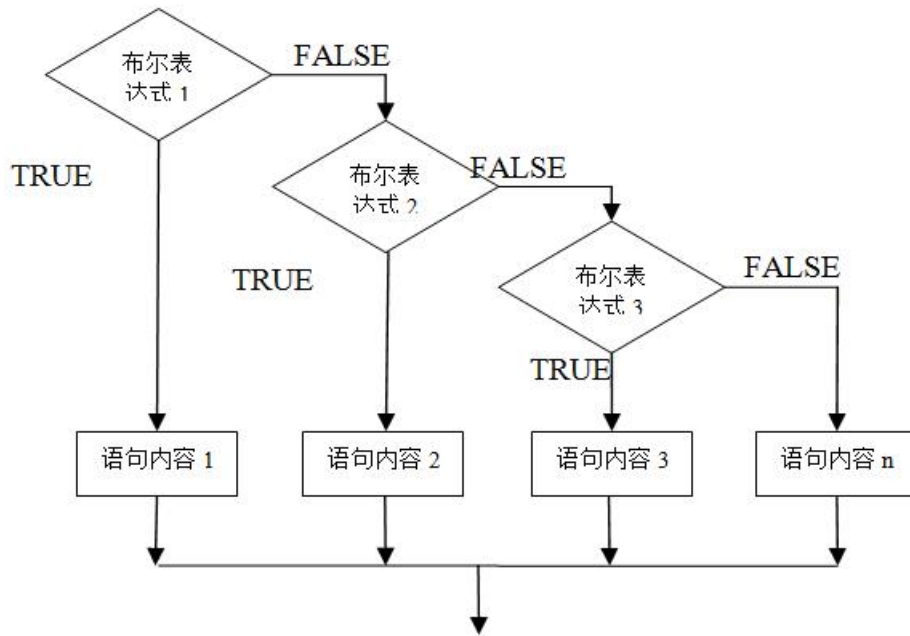 布尔表
达式 1
FALSE
TRUE
布尔表
达式 2
FALSE
TRUE
布尔表
达式 3
FALSE
TRUE
语句内容 1
语句内容 2
语句内容 3
语句内容 n